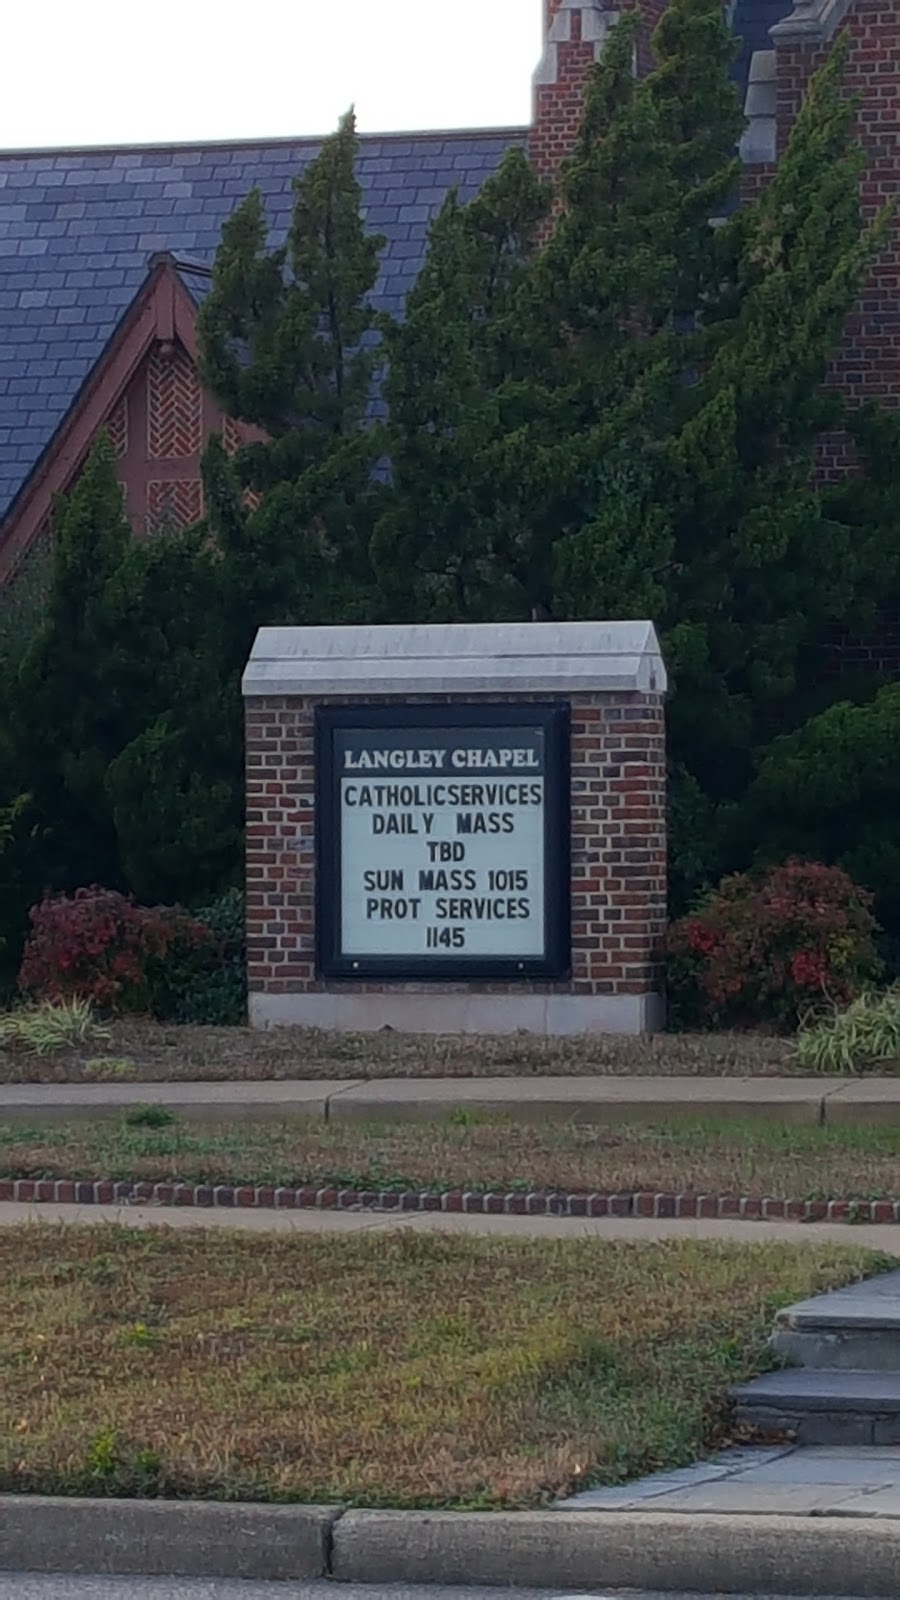 LANGLEY CHAPEL
CATHOLICSERVICES
DAILY MASS
TBD
SUN MASS 1015
PROT SERVICES
1145